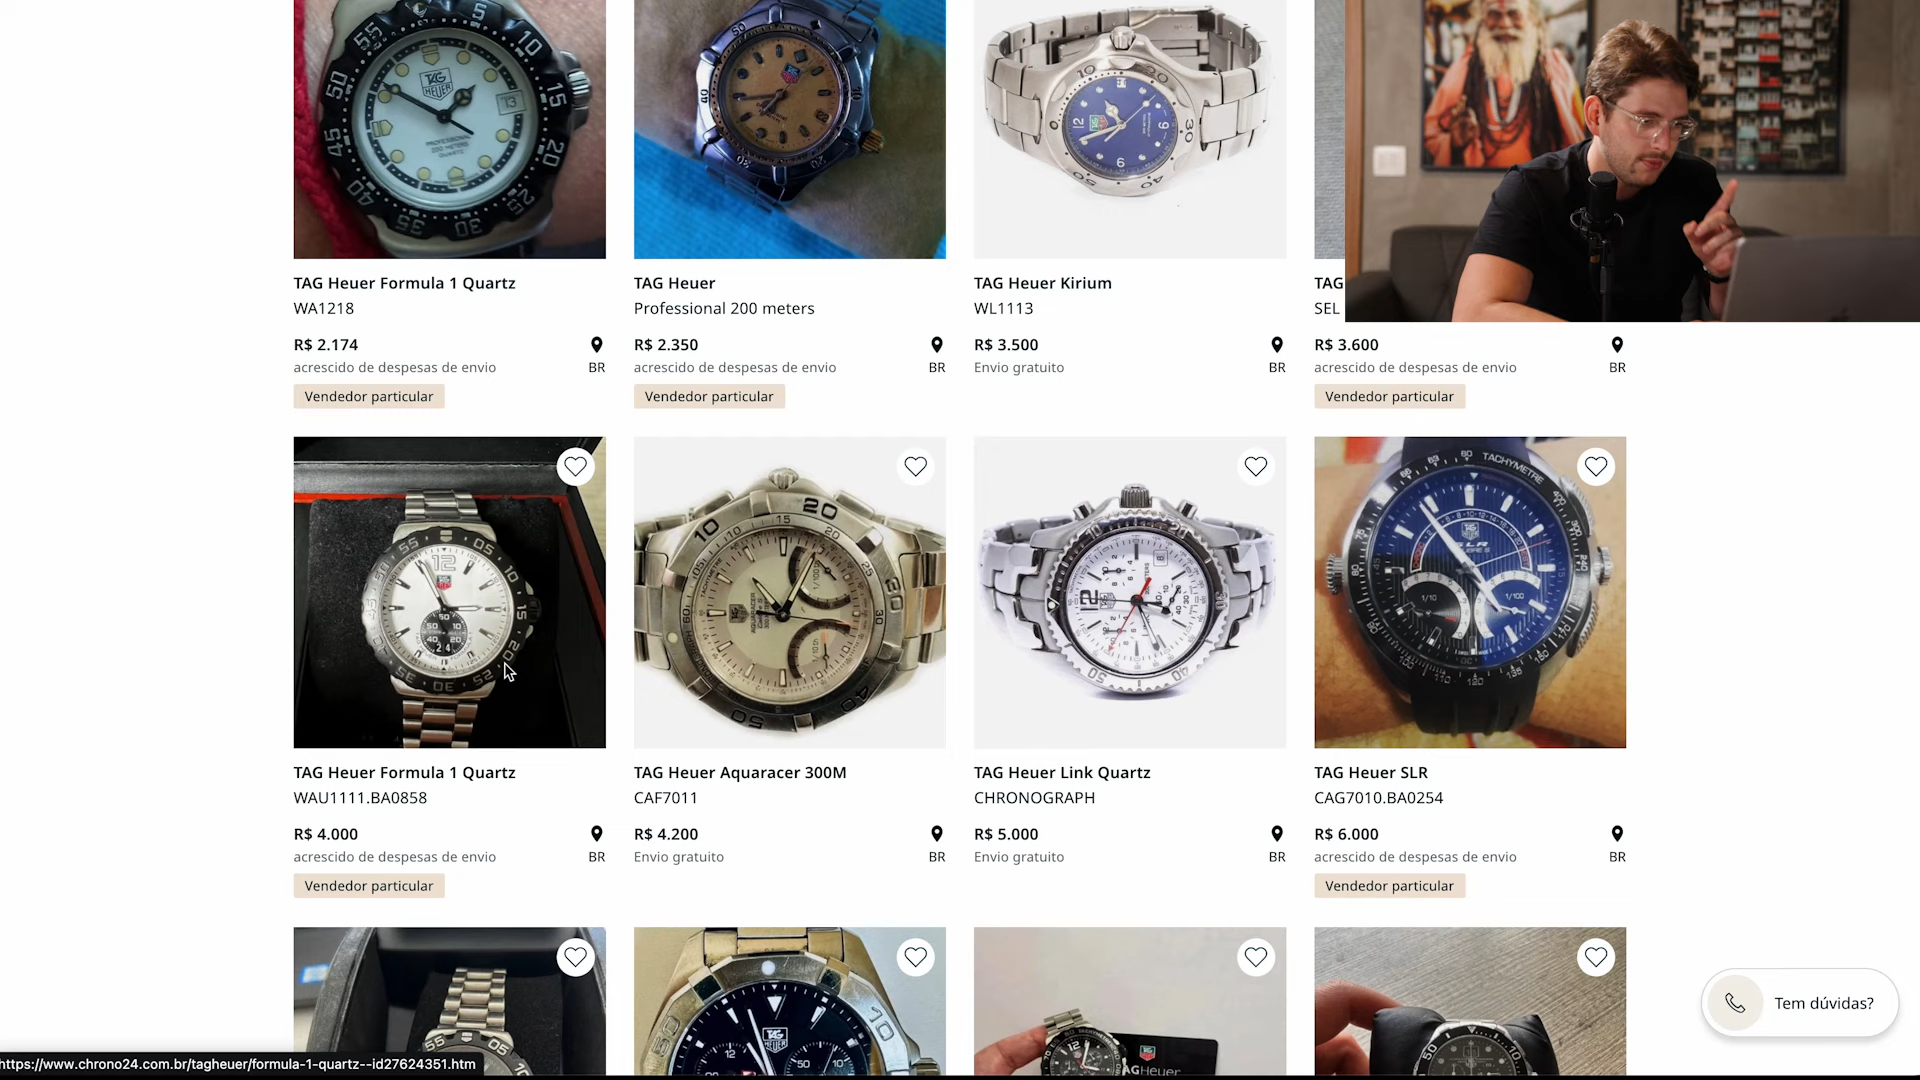 TAG Heuer Formula 1 Quartz
WA1218
R$ 2.174
acrescido de despesas de envio
BR
Vendedor particular
TAG Heuer
Professional 200 meters
R$ 2.350
acrescido de despesas de envio
BR
Vendedor particular
TAG Heuer Kirium
WL1113
R$ 3.500
Envio gratuito
BR
TAG
SEL
R$ 3.600
acrescido de despesas de envio
BR
Vendedor particular
TAG Heuer Formula 1 Quartz
WAU1111.BA0858
R$ 4.000
acrescido de despesas de envio
BR
Vendedor particular
TAG Heuer Aquaracer 300M
CAF7011
R$ 4.200
Envio gratuito
BR
TAG Heuer Link Quartz
CHRONOGRAPH
R$ 5.000
Envio gratuito
BR
TAG Heuer SLR
CAG7010.BA0254
R$ 6.000
acrescido de despesas de envio
BR
Vendedor particular
Tem dúvidas?
https://www.chrono24.com.br/tagheuer/formula-1-quartz--id27624351.htm